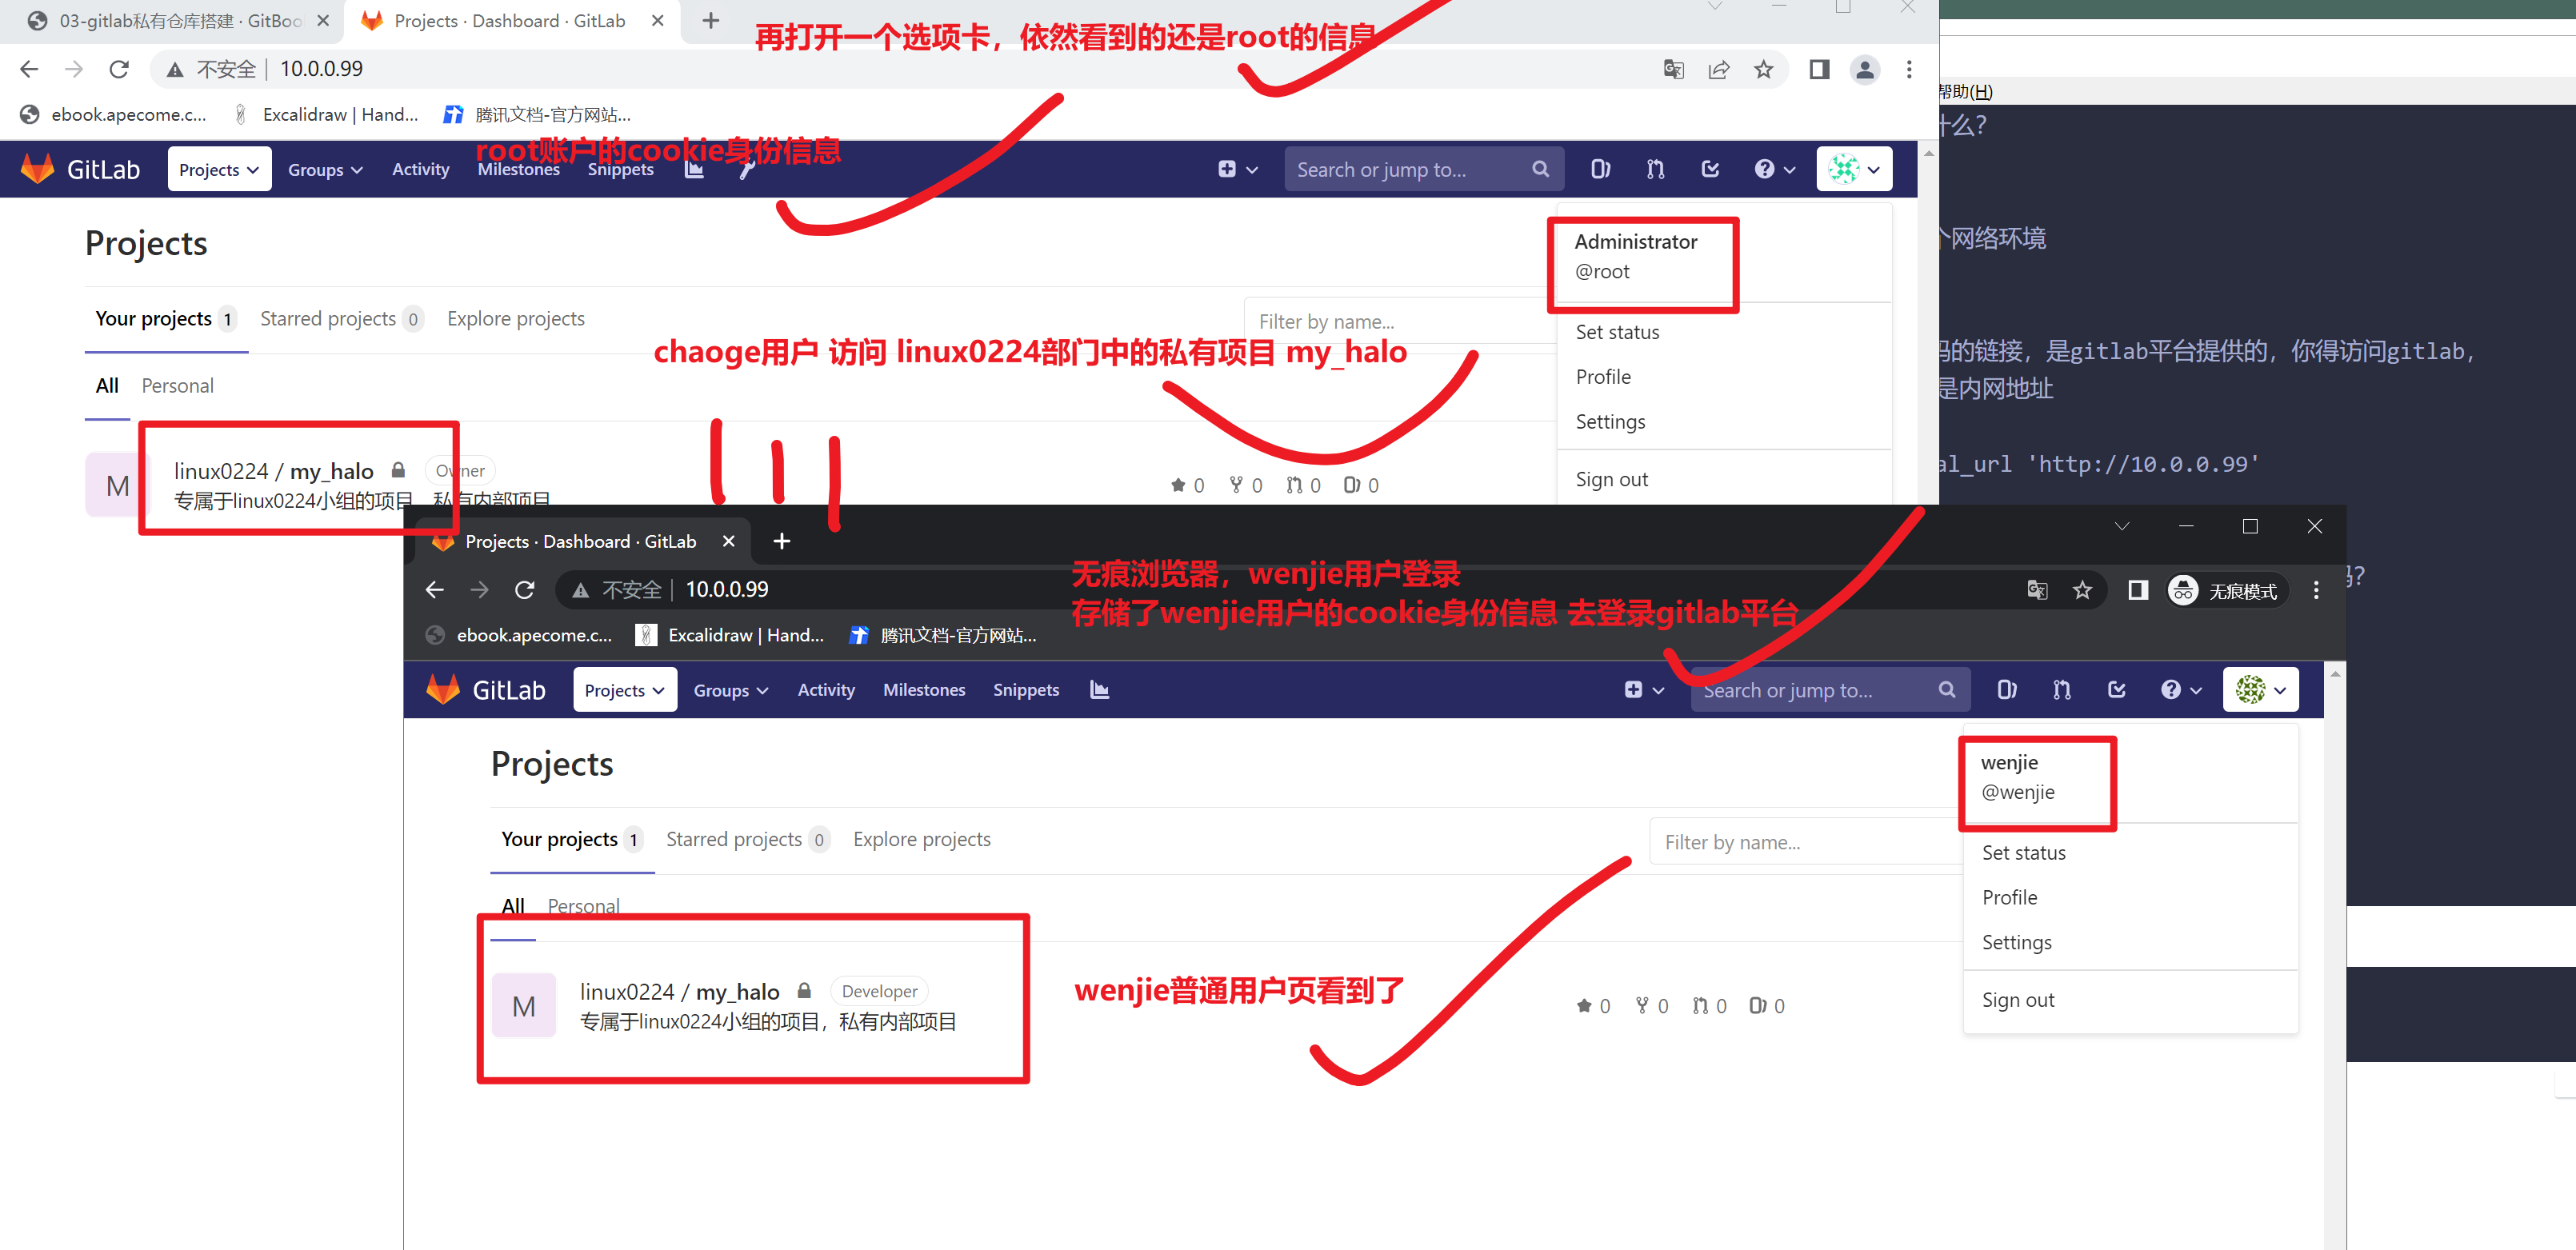 03-gitlab私有仓库搭建 · GitBoo
Projects · Dashboard · GitLab
再打开一个选项卡，依然看到的还是root的信息
不安全
10.0.0.99
帮助(H)
ebook.apecome.c...
Excalidraw | Hand...
腾讯文档-官方网站...
什么?
root账户的cookie身份信息
GitLab
Projects
Groups
Activity
Milestones
Snippets
Search or jump to...
Projects
Administrator
@root
个网络环境
Your projects 1
Starred projects 0
Explore projects
Filter by name...
Set status
chaoge用户 访问 linux0224部门中的私有项目 my_halo
码的链接，是gitlab平台提供的，你得访问gitlab，
是内网地址
All
Personal
Profile
Settings
linux0224 / my_halo
Owner
专属于linux0224小组的项目，私有内部项目
0
0
0
0
Sign out
al_url 'http://10.0.0.99'
Projects · Dashboard · GitLab
无痕浏览器，wenjie用户登录
存储了wenjie用户的cookie身份信息 去登录gitlab平台
不安全
10.0.0.99
无痕模式
吗?
ebook.apecome.c...
Excalidraw | Hand...
腾讯文档-官方网站...
GitLab
Projects
Groups
Activity
Milestones
Snippets
Search or jump to...
Projects
wenjie
@wenjie
Your projects 1
Starred projects 0
Explore projects
Filter by name...
Set status
All
Personal
Profile
Settings
linux0224 / my_halo
Developer
专属于linux0224小组的项目，私有内部项目
wenjie普通用户页看到了
0
0
0
0
Sign out